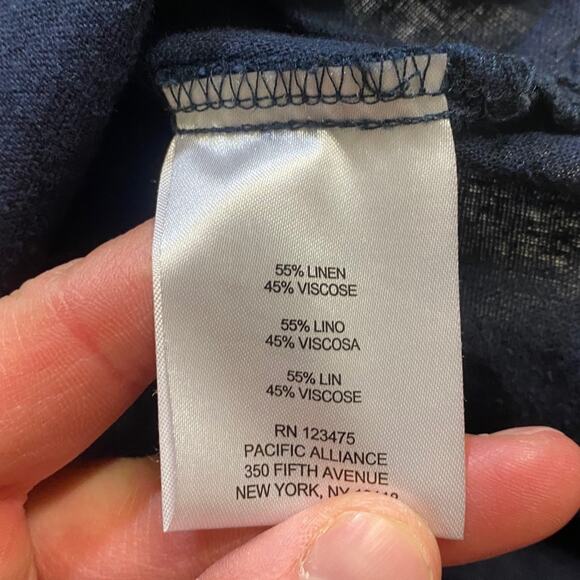 55% LINEN
45% VISCOSE
55% LINO
45% VISCOSA
55% LIN
45% VISCOSE
RN 123475
PACIFIC ALLIANCE
350 FIFTH AVENUE
NEW YORK, NY